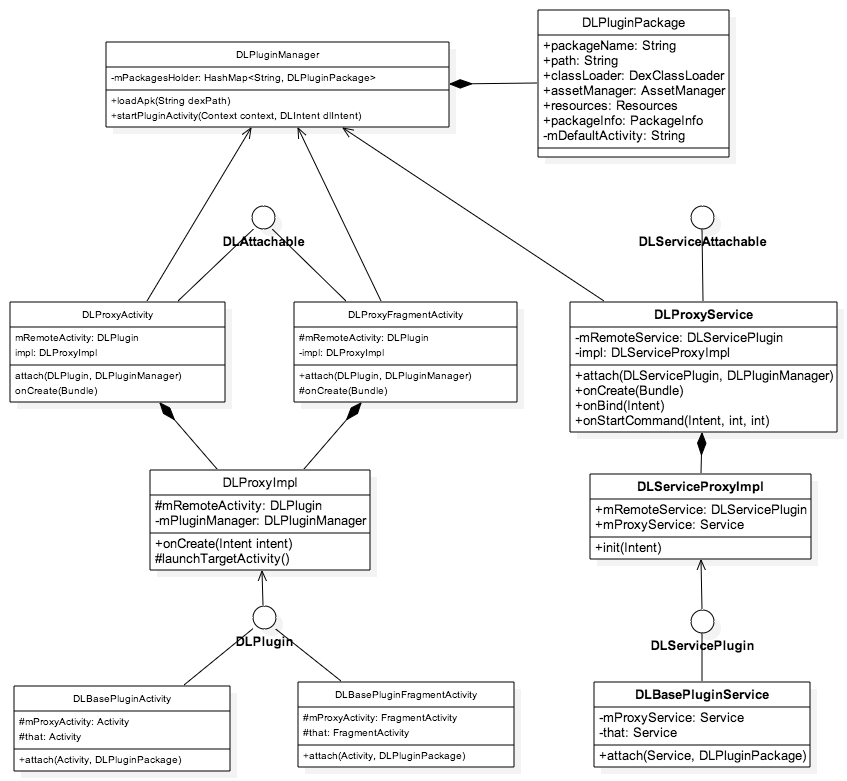 DLPluginPackage
+packageName: String
+path: String
+classLoader: DexClassLoader
+assetManager: AssetManager
+resources: Resources
+packageInfo: PackageInfo
-mDefaultActivity: String
DLPluginManager
-mPackagesHolder: HashMap<String, DLPluginPackage>
+loadApk(String dexPath)
+startPluginActivity(Context context, DLIntent dlIntent)
DLAttachable
DLServiceAttachable
DLProxyActivity
mRemoteActivity: DLPlugin
impl: DLProxyImpl
attach(DLPlugin, DLPluginManager)
onCreate(Bundle)
DLProxyFragmentActivity
#mRemoteActivity: DLPlugin
-impl: DLProxyImpl
+attach(DLPlugin, DLPluginManager)
#onCreate(Bundle)
DLProxyService
-mRemoteService: DLServicePlugin
-impl: DLServiceProxyImpl
+attach(DLServicePlugin, DLPluginManager)
+onCreate(Bundle)
+onBind(Intent)
+onStartCommand(Intent, int, int)
DLProxyImpl
#mRemoteActivity: DLPlugin
-mPluginManager: DLPluginManager
+onCreate(Intent intent)
#launchTargetActivity()
DLServiceProxyImpl
+mRemoteService: DLServicePlugin
+mProxyService: Service
+init(Intent)
DLPlugin
DLServicePlugin
DLBasePluginActivity
#mProxyActivity: Activity
#that: Activity
+attach(Activity, DLPluginPackage)
DLBasePluginFragmentActivity
#mProxyActivity: FragmentActivity
#that: FragmentActivity
+attach(Activity, DLPluginPackage)
DLBasePluginService
-mProxyService: Service
-that: Service
+attach(Service, DLPluginPackage)